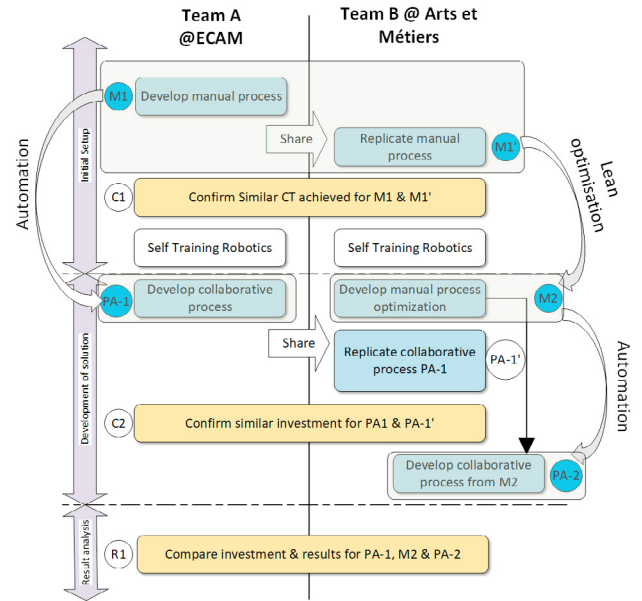 Team A
@ECAM
Team B @ Arts et
Métiers
Initial Setup
Automation
M1
Develop manual process
Share
Replicate manual
process
M1'
Lean
optimisation
C1
Confirm Similar CT achieved for M1 & M1'
Self Training Robotics
Self Training Robotics
Development of solution
PA-1
Develop collaborative
process
Develop manual process
optimization
M2
Share
Replicate collaborative
process PA-1
PA-1'
Automation
C2
Confirm similar investment for PA1 & PA-1'
Develop collaborative
process from M2
PA-2
Result analysis
R1
Compare investment & results for PA-1, M2 & PA-2